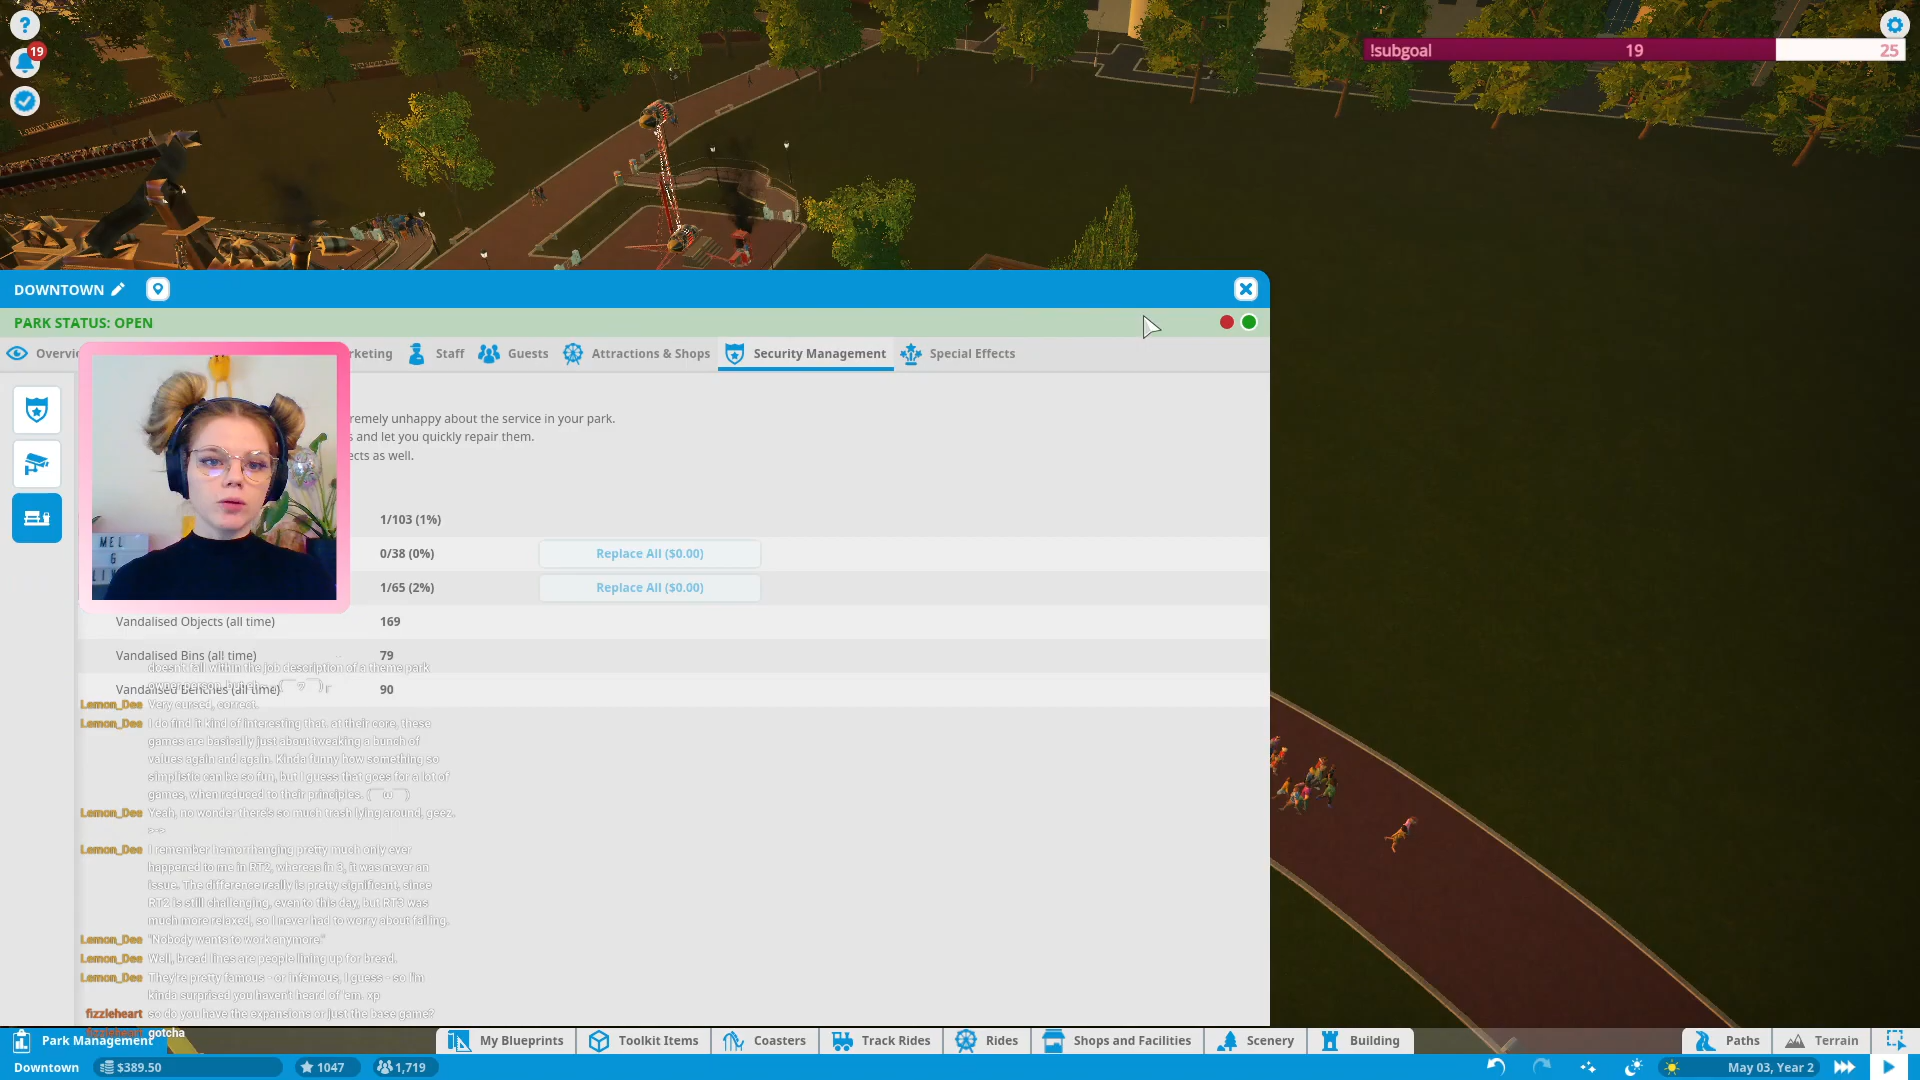 ?
19
!subgoal 19 25
DOWNTOWN
PARK STATUS: OPEN
Overvi
rketing
Staff
Guests
Attractions & Shops
Security Management
Special Effects
remely unhappy about the service in your park.
s and let you quickly repair them.
ects as well.
1/103 (1%)
0/38 (0%) Replace All ($0.00)
1/65 (2%) Replace All ($0.00)
MEL
&
Vandalised Objects (all time) 169
Vandalised Bins (all time) 79
doesn't fall within the job description of a theme park
Vandalised Benches (all time) 90
Lemon_Dee Very cursed, correct.
Lemon_Dee I do find it kind of interesting that, at their core, these
games are basically just about tweaking a bunch of
values again and again. Kinda funny how something so
simplistic can be so fun, but I guess that goes for a lot of
games, when reduced to their principles. (￣ω￣)
Lemon_Dee Yeah, no wonder there's so much trash lying around, geez.
>->
Lemon_Dee I remember hemorrhanging pretty much only ever
happened to me in RT2, whereas in 3, it was never an
issue. The difference really is pretty significant, since
RT2 is still challenging, even to this day, but RT3 was
much more relaxed, so I never had to worry about failing.
Lemon_Dee "Nobody wants to work anymore."
Lemon_Dee Well, bread lines are people lining up for bread.
Lemon_Dee They're pretty famous - or infamous, I guess - so I'm
kinda surprised you haven't heard of 'em. xp
fizzleheart so do you have the expansions or just the base game?
fizzleheart gotcha
Park Management
My Blueprints
Toolkit Items
Coasters
Track Rides
Rides
Shops and Facilities
Scenery
Building
Paths
Terrain
Downtown $389.50 1047 1,719
May 03, Year 2